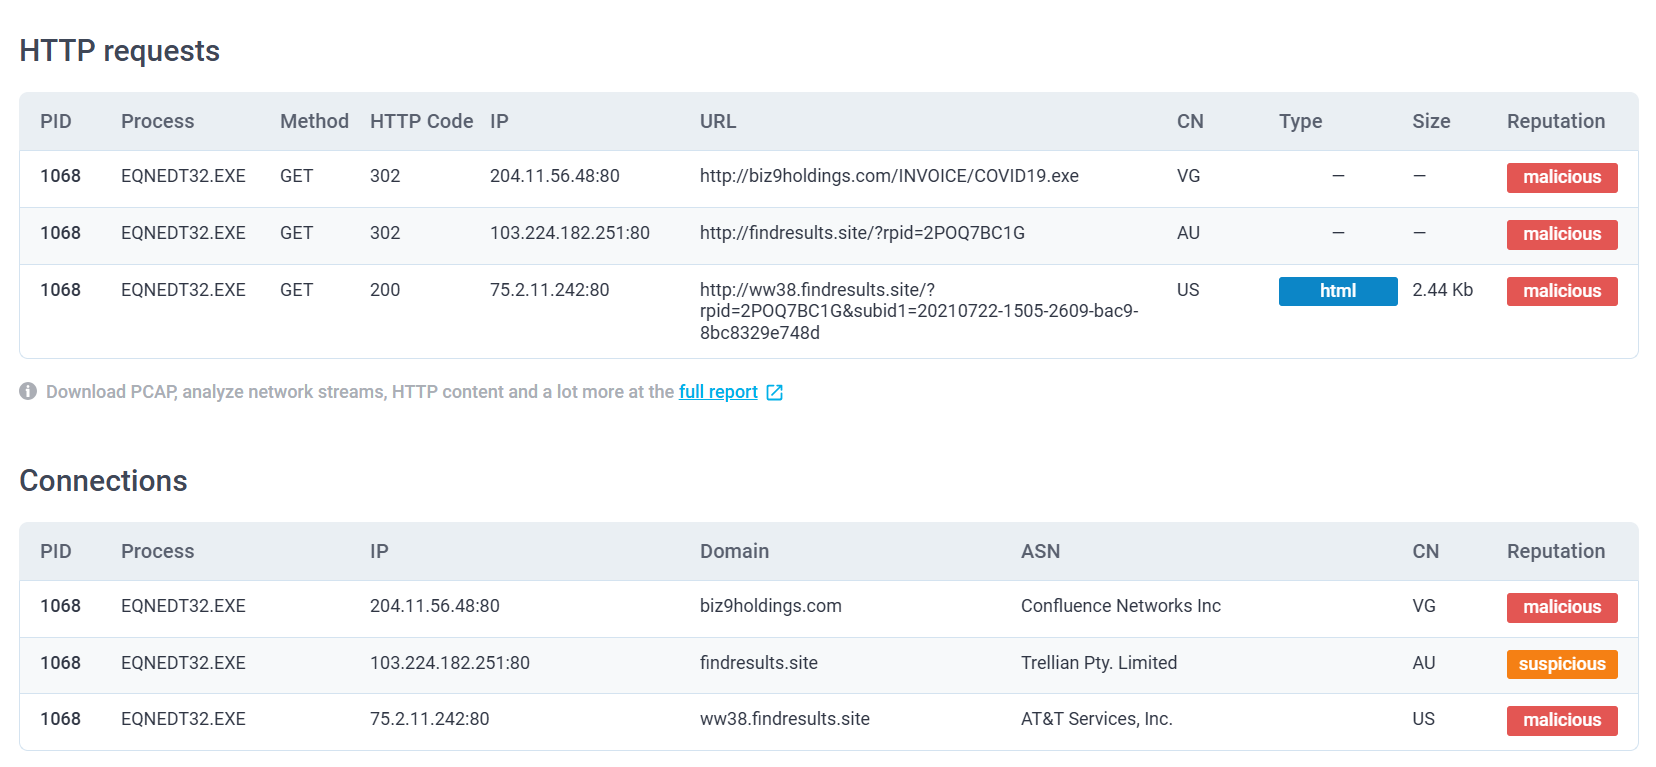 HTTP requests
PID Process Method HTTP Code IP URL CN Type Size Reputation
1068 EQNEDT32.EXE GET 302 204.11.56.48:80 http://biz9holdings.com/INVOICE/COVID19.exe VG — — malicious
1068 EQNEDT32.EXE GET 302 103.224.182.251:80 http://findresults.site/?rpid=2POQ7BC1G AU — — malicious
1068 EQNEDT32.EXE GET 200 75.2.11.242:80 http://ww38.findresults.site/? US html 2.44 Kb malicious
rpid=2POQ7BC1G&subid1=20210722-1505-2609-bac9-
8bc8329e748d
Download PCAP, analyze network streams, HTTP content and a lot more at the full report
Connections
PID Process IP Domain ASN CN Reputation
1068 EQNEDT32.EXE 204.11.56.48:80 biz9holdings.com Confluence Networks Inc VG malicious
1068 EQNEDT32.EXE 103.224.182.251:80 findresults.site Trellian Pty. Limited AU suspicious
1068 EQNEDT32.EXE 75.2.11.242:80 ww38.findresults.site AT&T Services, Inc. US malicious